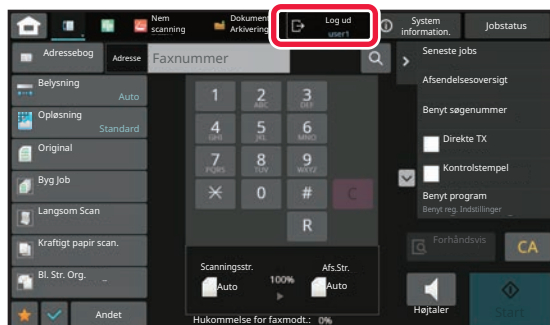 Nem
scanning
Dokument
Arkivering
Log ud
user1
System
information.
Jobstatus
Adressebog
Adresse
Faxnummer
Seneste jobs
Belysning
Auto
Afsendelsesoversigt
Opløsning
Standard
Benyt søgenummer
Original
Direkte TX
Byg Job
Kontrolstempel
Langsom Scan
Benyt program
Benyt reg. Indstillinger _
Kraftigt papir scan.
Forhåndsvis
CA
Bl. Str. Org. _
Andet
1
2
ABC
3
DEF
4
GHI
5
JKL
6
MNO
7
PQRS
8
TUV
9
WXYZ
0
#
C
R
Scanningsstr.
Auto
100%
Afs.Str.
Auto
Hukommelse for faxmodt.: 0%
Højtaler
Start